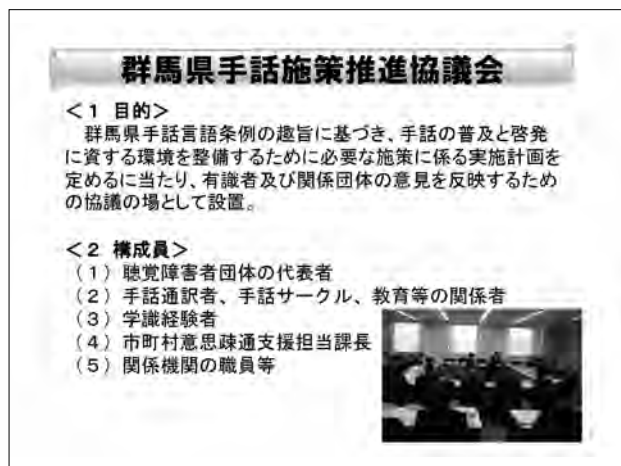 群馬県手話施策推進協議会
＜１ 目的＞
群馬県手話言語条例の趣旨に基づき、手話の普及と啓発
に資する環境を整備するために必要な施策に係る実施計画を
定めるに当たり、有識者及び関係団体の意見を反映するため
の協議の場として設置。
＜２ 構成員＞
（１）聴覚障害者団体の代表者
（２）手話通訳者、手話サークル、教育等の関係者
（３）学識経験者
（４）市町村意思疎通支援担当課長
（５）関係機関の職員等